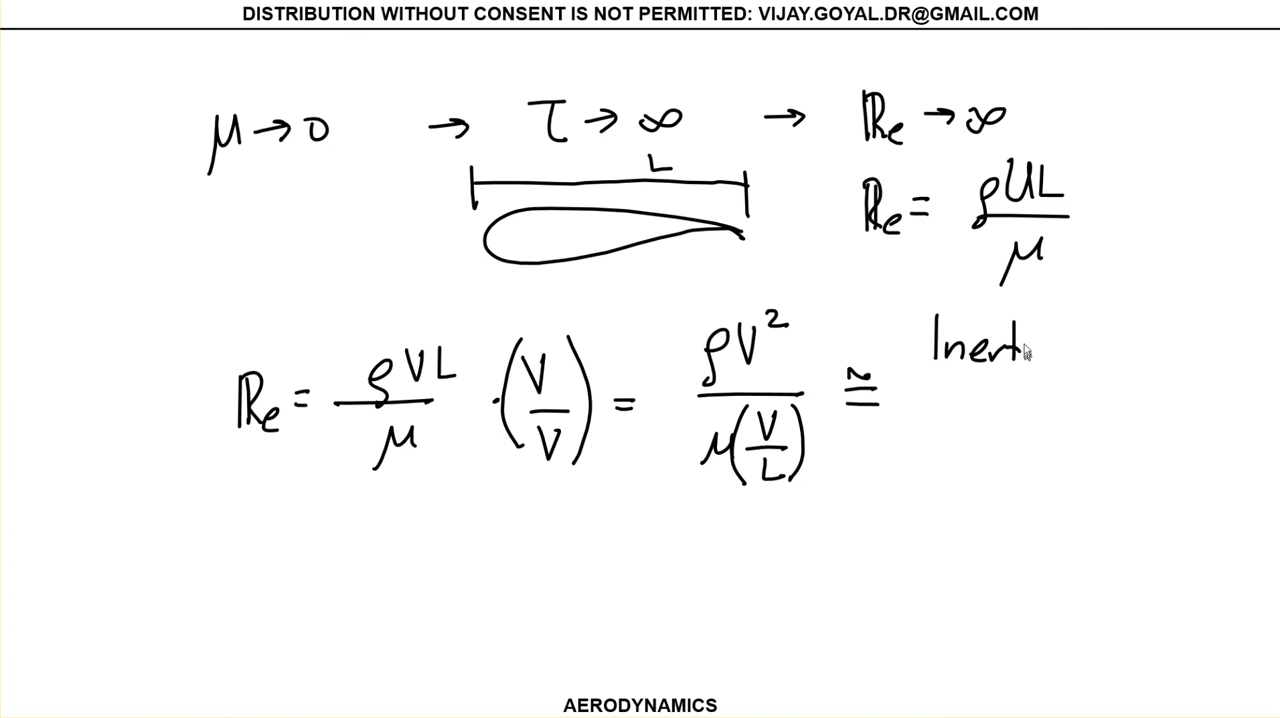 DISTRIBUTION WITHOUT CONSENT IS NOT PERMITTED: VIJAY.GOYAL.DR@GMAIL.COM
μ → 0 → τ → ∞ → ℝe → ∞
L
ℝe = ρUL / μ
ℝe = ρVL / μ · (V / V) = ρV² / μ(V / L) ≅ Inert
AERODYNAMICS